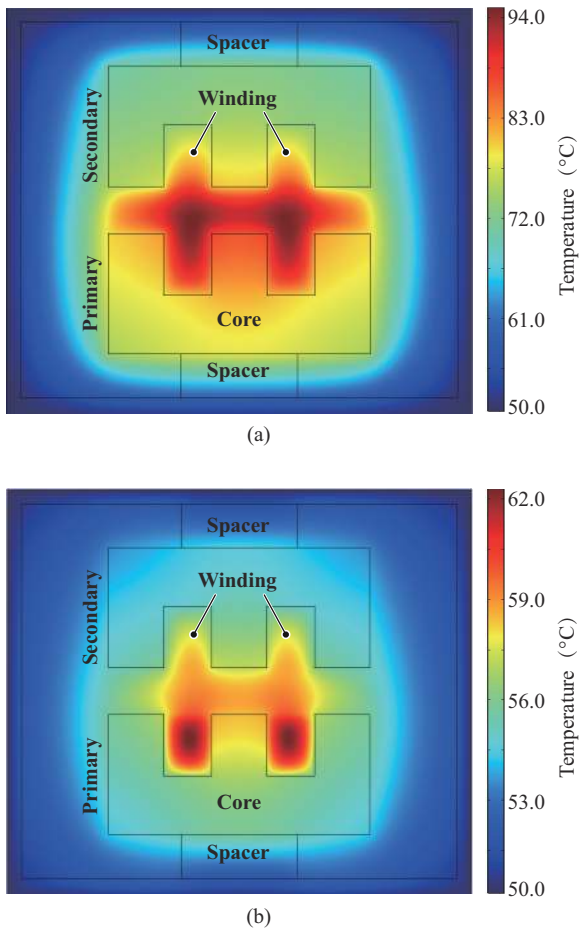 Spacer
Winding
Secondary
Primary
Core
Spacer
94.0
83.0
72.0
61.0
50.0
Temperature (°C)
(a)
Spacer
Winding
Secondary
Primary
Core
Spacer
62.0
59.0
56.0
53.0
50.0
Temperature (°C)
(b)